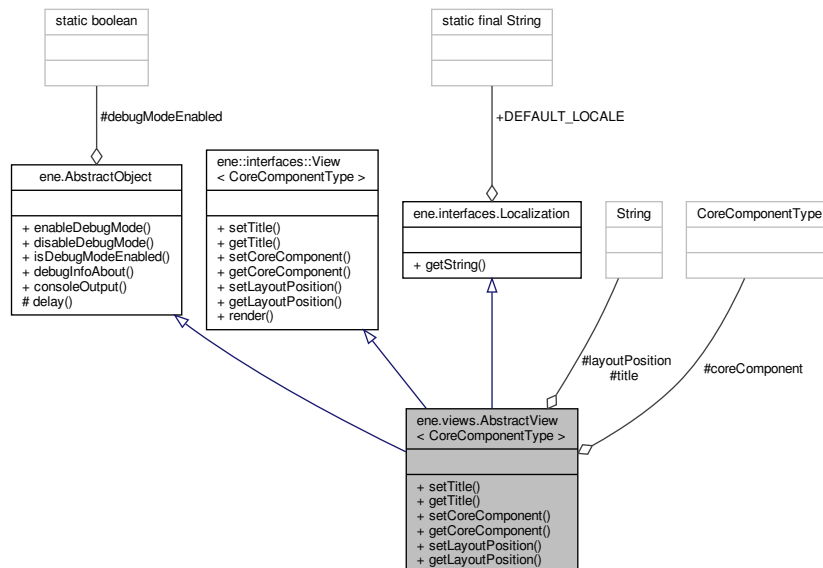 static boolean
static final String
#debugModeEnabled
+DEFAULT_LOCALE
ene.AbstractObject
+ enableDebugMode()
+ disableDebugMode()
+ isDebugModeEnabled()
+ debugInfoAbout()
+ consoleOutput()
# delay()
ene::interfaces::View
< CoreComponentType >
+ setTitle()
+ getTitle()
+ setCoreComponent()
+ getCoreComponent()
+ setLayoutPosition()
+ getLayoutPosition()
+ render()
ene.interfaces.Localization
+ getString()
String
CoreComponentType
#layoutPosition
#title
#coreComponent
ene.views.AbstractView
< CoreComponentType >
+ setTitle()
+ getTitle()
+ setCoreComponent()
+ getCoreComponent()
+ setLayoutPosition()
+ getLayoutPosition()